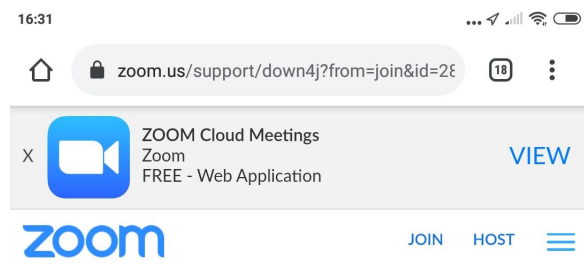 16:31
zoom.us/support/down4j?from=join&id=28
18
X
ZOOM Cloud Meetings
Zoom
FREE - Web Application
VIEW
zoom
JOIN HOST